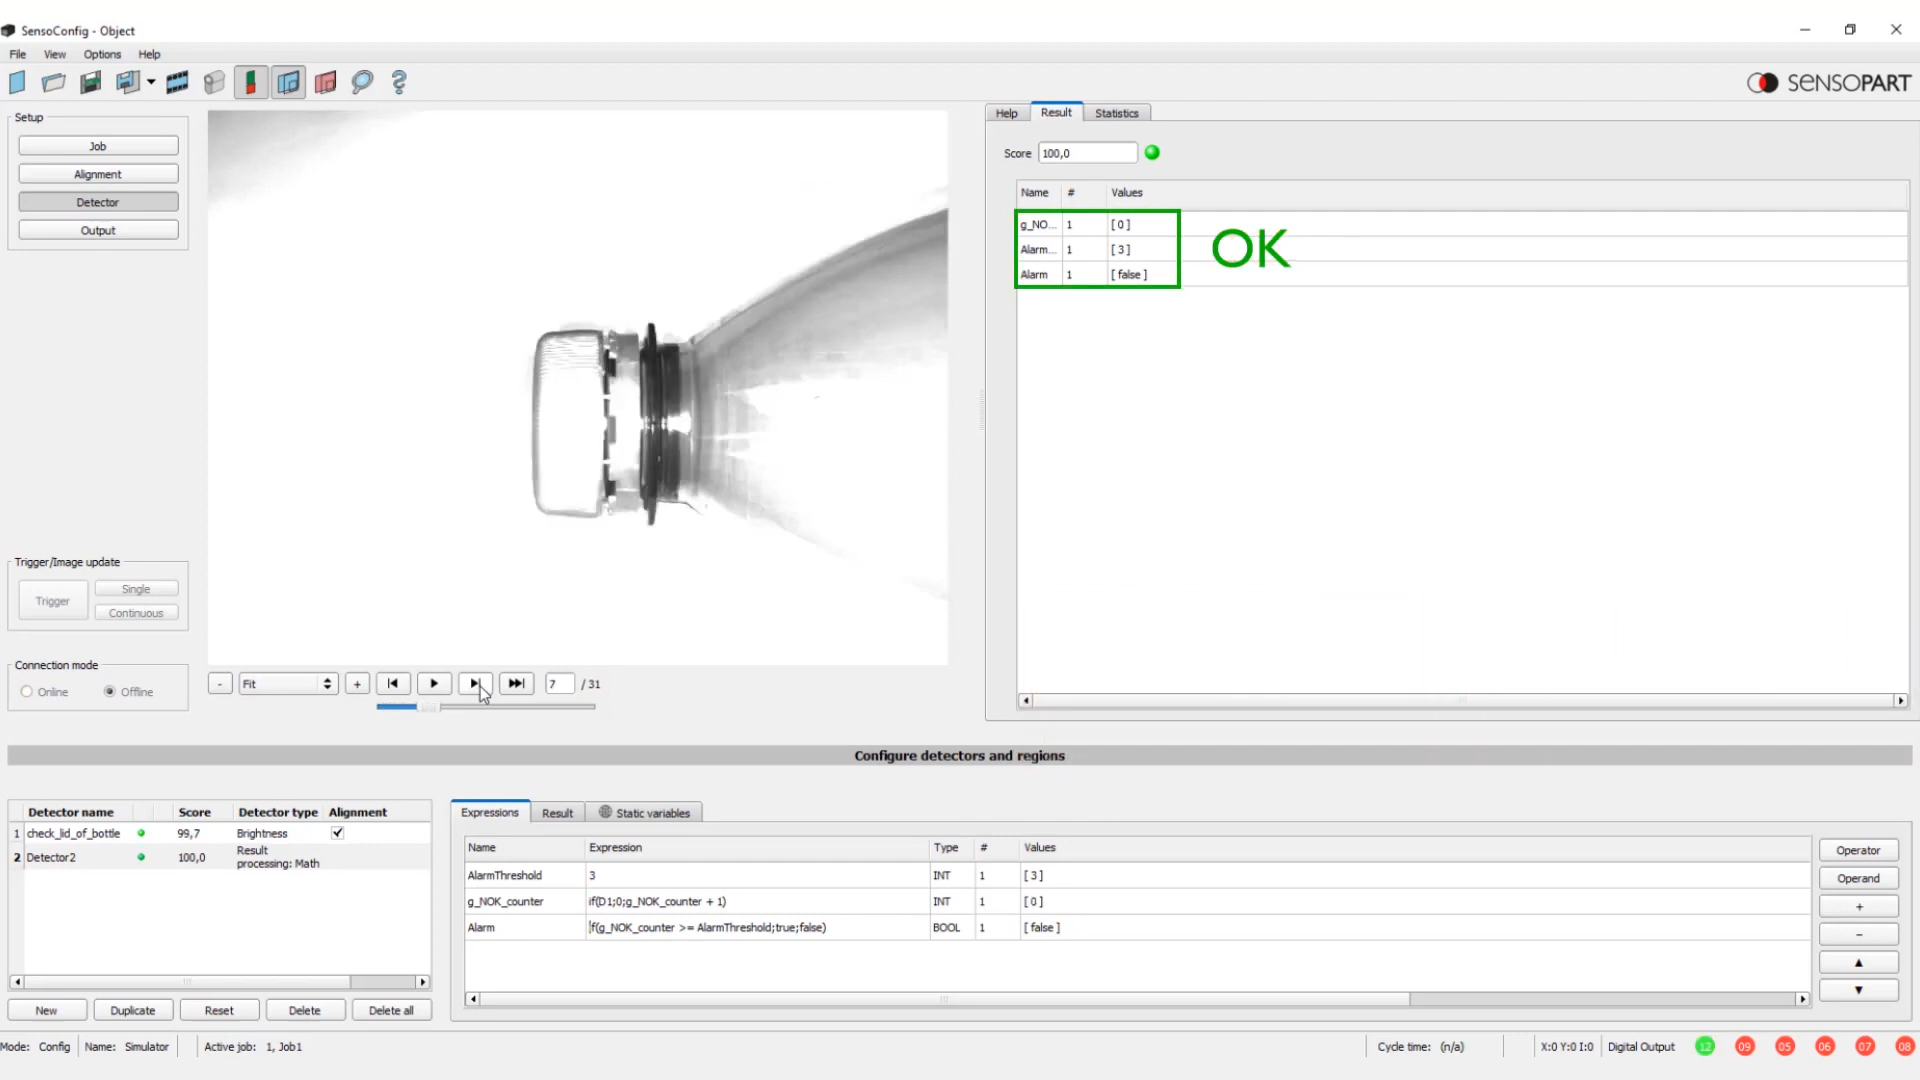 SensoConfig - Object
File View Options Help
SENSOPART
Setup
Job
Alignment
Detector
Output
Help Result Statistics
Score 100,0
Name # Values
g_NO... 1 [ 0 ]
Alarm... 1 [ 3 ]
Alarm 1 [ false ]
OK
Trigger/Image update
Trigger
Single
Continuous
Connection mode
Online Offline
- Fit + 7 / 31
Configure detectors and regions
Detector name Score Detector type Alignment
1 check_lid_of_bottle 99,7 Brightness
2 Detector2 100,0 Result
processing: Math
New Duplicate Reset Delete Delete all
Expressions Result Static variables
Name Expression Type # Values
AlarmThreshold 3 INT 1 [ 3 ]
g_NOK_counter if(D1;0;g_NOK_counter + 1) INT 1 [ 0 ]
Alarm if(g_NOK_counter >= AlarmThreshold;true;false) BOOL 1 [ false ]
Operator
Operand
+
-
Mode: Config Name: Simulator Active job: 1, Job1 Cycle time: (n/a) X:0 Y:0 I:0 Digital Output 12 09 05 06 07 08